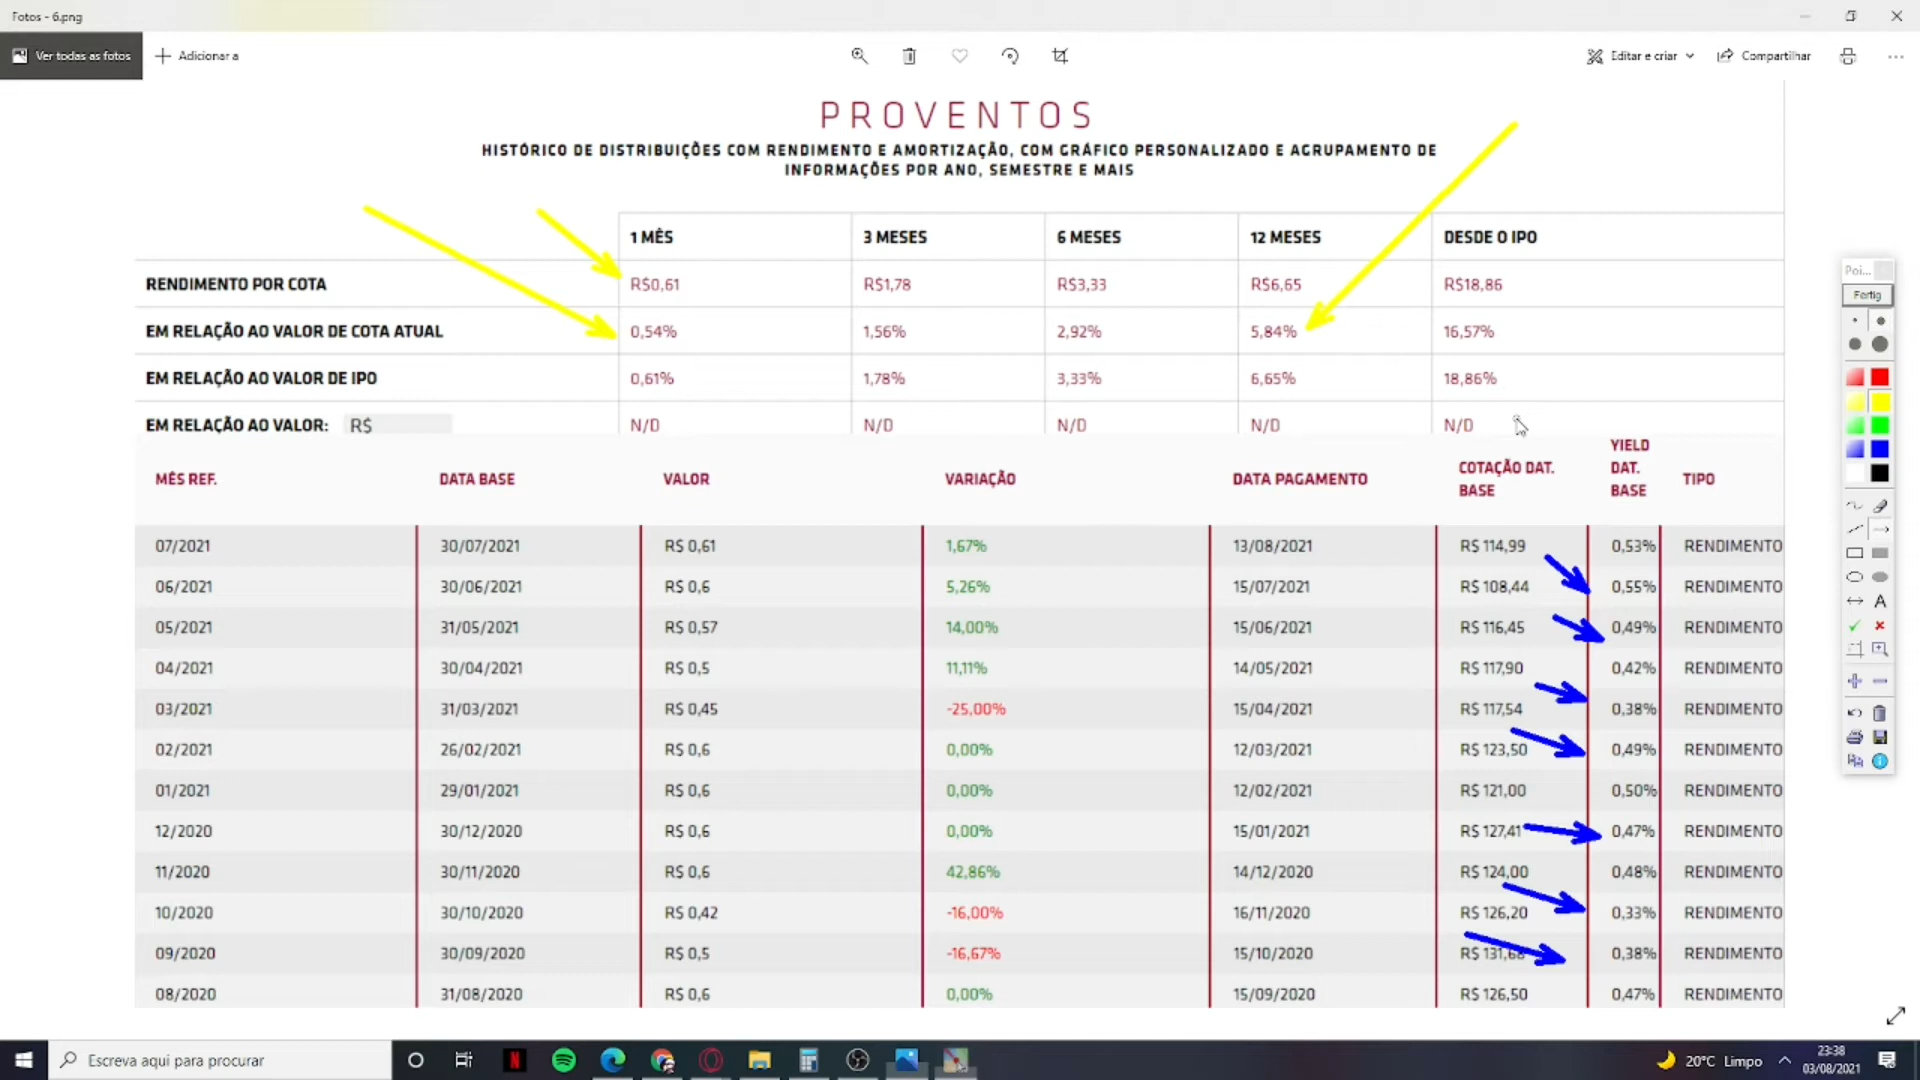 Fotos - 6.png
Ver todas as fotos
Adicionar a
Editar e criar
Compartilhar
PROVENTOS
HISTÓRICO DE DISTRIBUIÇÕES COM RENDIMENTO E AMORTIZAÇÃO, COM GRÁFICO PERSONALIZADO E AGRUPAMENTO DE
INFORMAÇÕES POR ANO, SEMESTRE E MAIS
1 MÊS 3 MESES 6 MESES 12 MESES DESDE O IPO
RENDIMENTO POR COTA R$0,61 R$1,78 R$3,33 R$6,65 R$18,86
EM RELAÇÃO AO VALOR DE COTA ATUAL 0,54% 1,56% 2,92% 5,84% 16,57%
EM RELAÇÃO AO VALOR DE IPO 0,61% 1,78% 3,33% 6,65% 18,86%
EM RELAÇÃO AO VALOR: R$ N/D N/D N/D N/D N/D
MÊS REF. DATA BASE VALOR VARIAÇÃO DATA PAGAMENTO COTAÇÃO DAT. BASE YIELD DAT. BASE TIPO
07/2021 30/07/2021 R$ 0,61 1,67% 13/08/2021 R$ 114,99 0,53% RENDIMENTO
06/2021 30/06/2021 R$ 0,6 5,26% 15/07/2021 R$ 108,44 0,55% RENDIMENTO
05/2021 31/05/2021 R$ 0,57 14,00% 15/06/2021 R$ 116,45 0,49% RENDIMENTO
04/2021 30/04/2021 R$ 0,5 11,11% 14/05/2021 R$ 117,90 0,42% RENDIMENTO
03/2021 31/03/2021 R$ 0,45 -25,00% 15/04/2021 R$ 117,54 0,38% RENDIMENTO
02/2021 26/02/2021 R$ 0,6 0,00% 12/03/2021 R$ 123,50 0,49% RENDIMENTO
01/2021 29/01/2021 R$ 0,6 0,00% 12/02/2021 R$ 121,00 0,50% RENDIMENTO
12/2020 30/12/2020 R$ 0,6 0,00% 15/01/2021 R$ 127,41 0,47% RENDIMENTO
11/2020 30/11/2020 R$ 0,6 42,86% 14/12/2020 R$ 124,00 0,48% RENDIMENTO
10/2020 30/10/2020 R$ 0,42 -16,00% 16/11/2020 R$ 126,20 0,33% RENDIMENTO
09/2020 30/09/2020 R$ 0,5 -16,67% 15/10/2020 R$ 131,68 0,38% RENDIMENTO
08/2020 31/08/2020 R$ 0,6 0,00% 15/09/2020 R$ 126,50 0,47% RENDIMENTO
Poi...
Fertig
A
Escreva aqui para procurar
20°C Limpo
23:38
03/08/2021